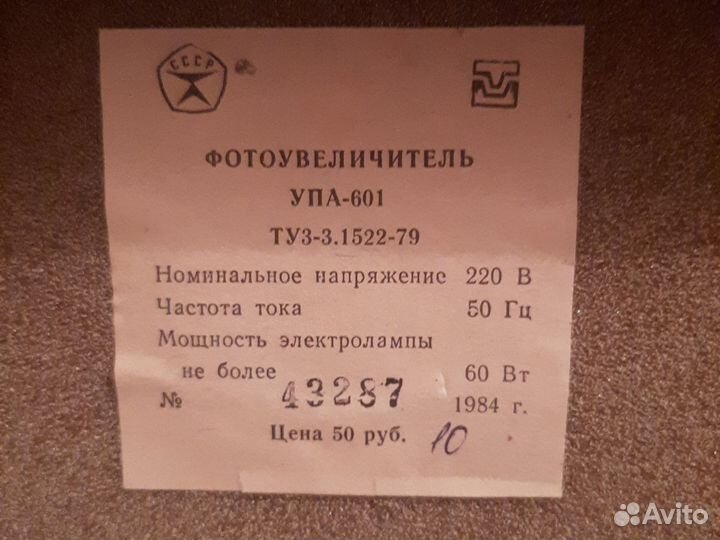 СССР
ФОТОУВЕЛИЧИТЕЛЬ
УПА-601
ТУ3-3.1522-79
Номинальное напряжение 220 В
Частота тока 50 Гц
Мощность электролампы
не более 60 Вт
№ 43287 1984 г.
Цена 50 руб. 10
Avito